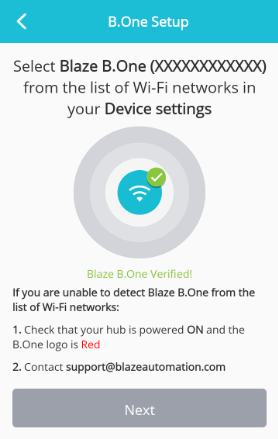 B.One Setup
Select Blaze B.One (XXXXXXXXXXXX)
from the list of Wi-Fi networks in
your Device settings
Blaze B.One Verified!
If you are unable to detect Blaze B.One from the
list of Wi-Fi networks:
1. Check that your hub is powered ON and the
B.One logo is Red
2. Contact support@blazeautomation.com
Next